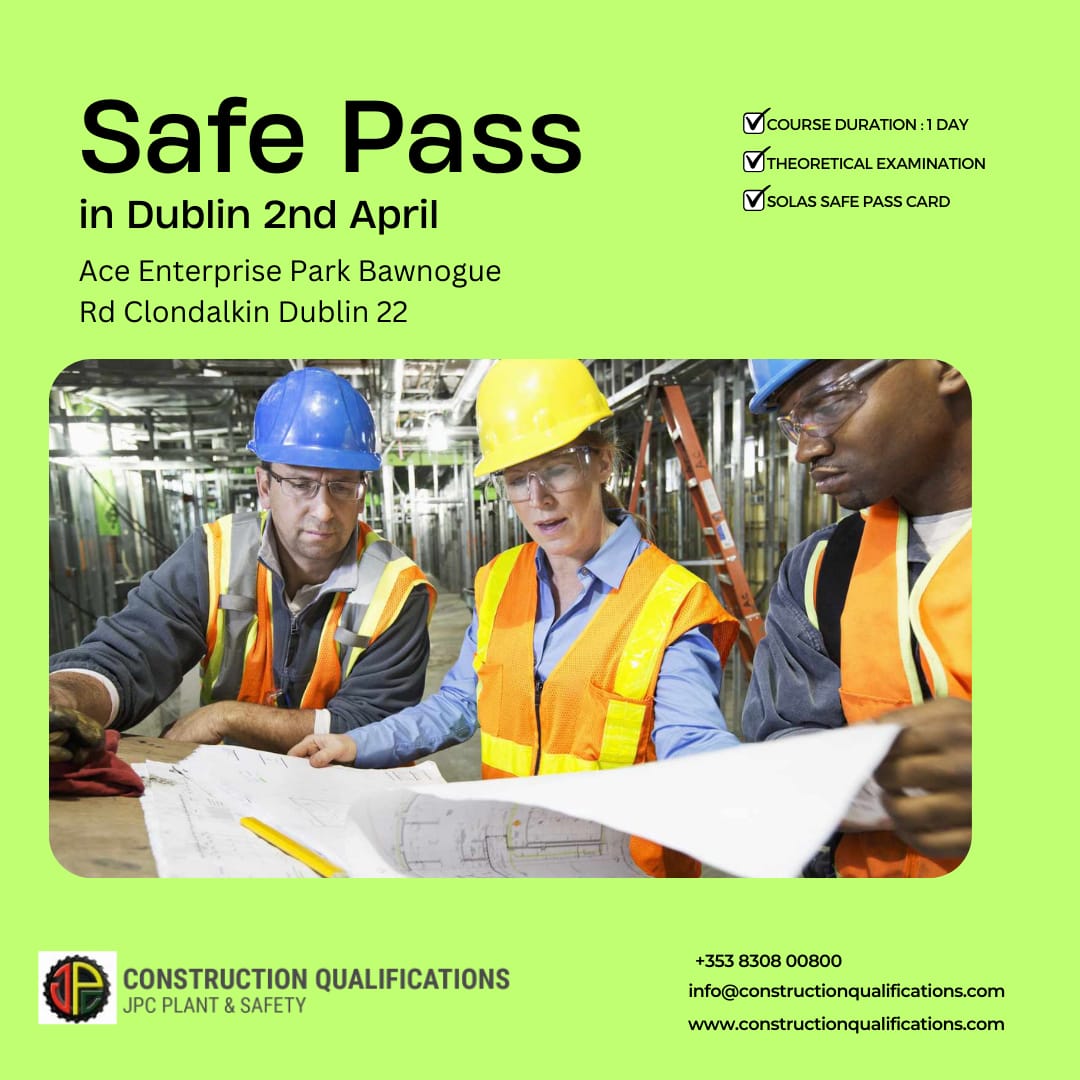 Safe Pass
in Dublin 2nd April
Ace Enterprise Park Bawnogue
Rd Clondalkin Dublin 22
COURSE DURATION : 1 DAY
THEORETICAL EXAMINATION
SOLAS SAFE PASS CARD
JPC
CONSTRUCTION QUALIFICATIONS
JPC PLANT & SAFETY
+353 8308 00800
info@constructionqualifications.com
www.constructionqualifications.com